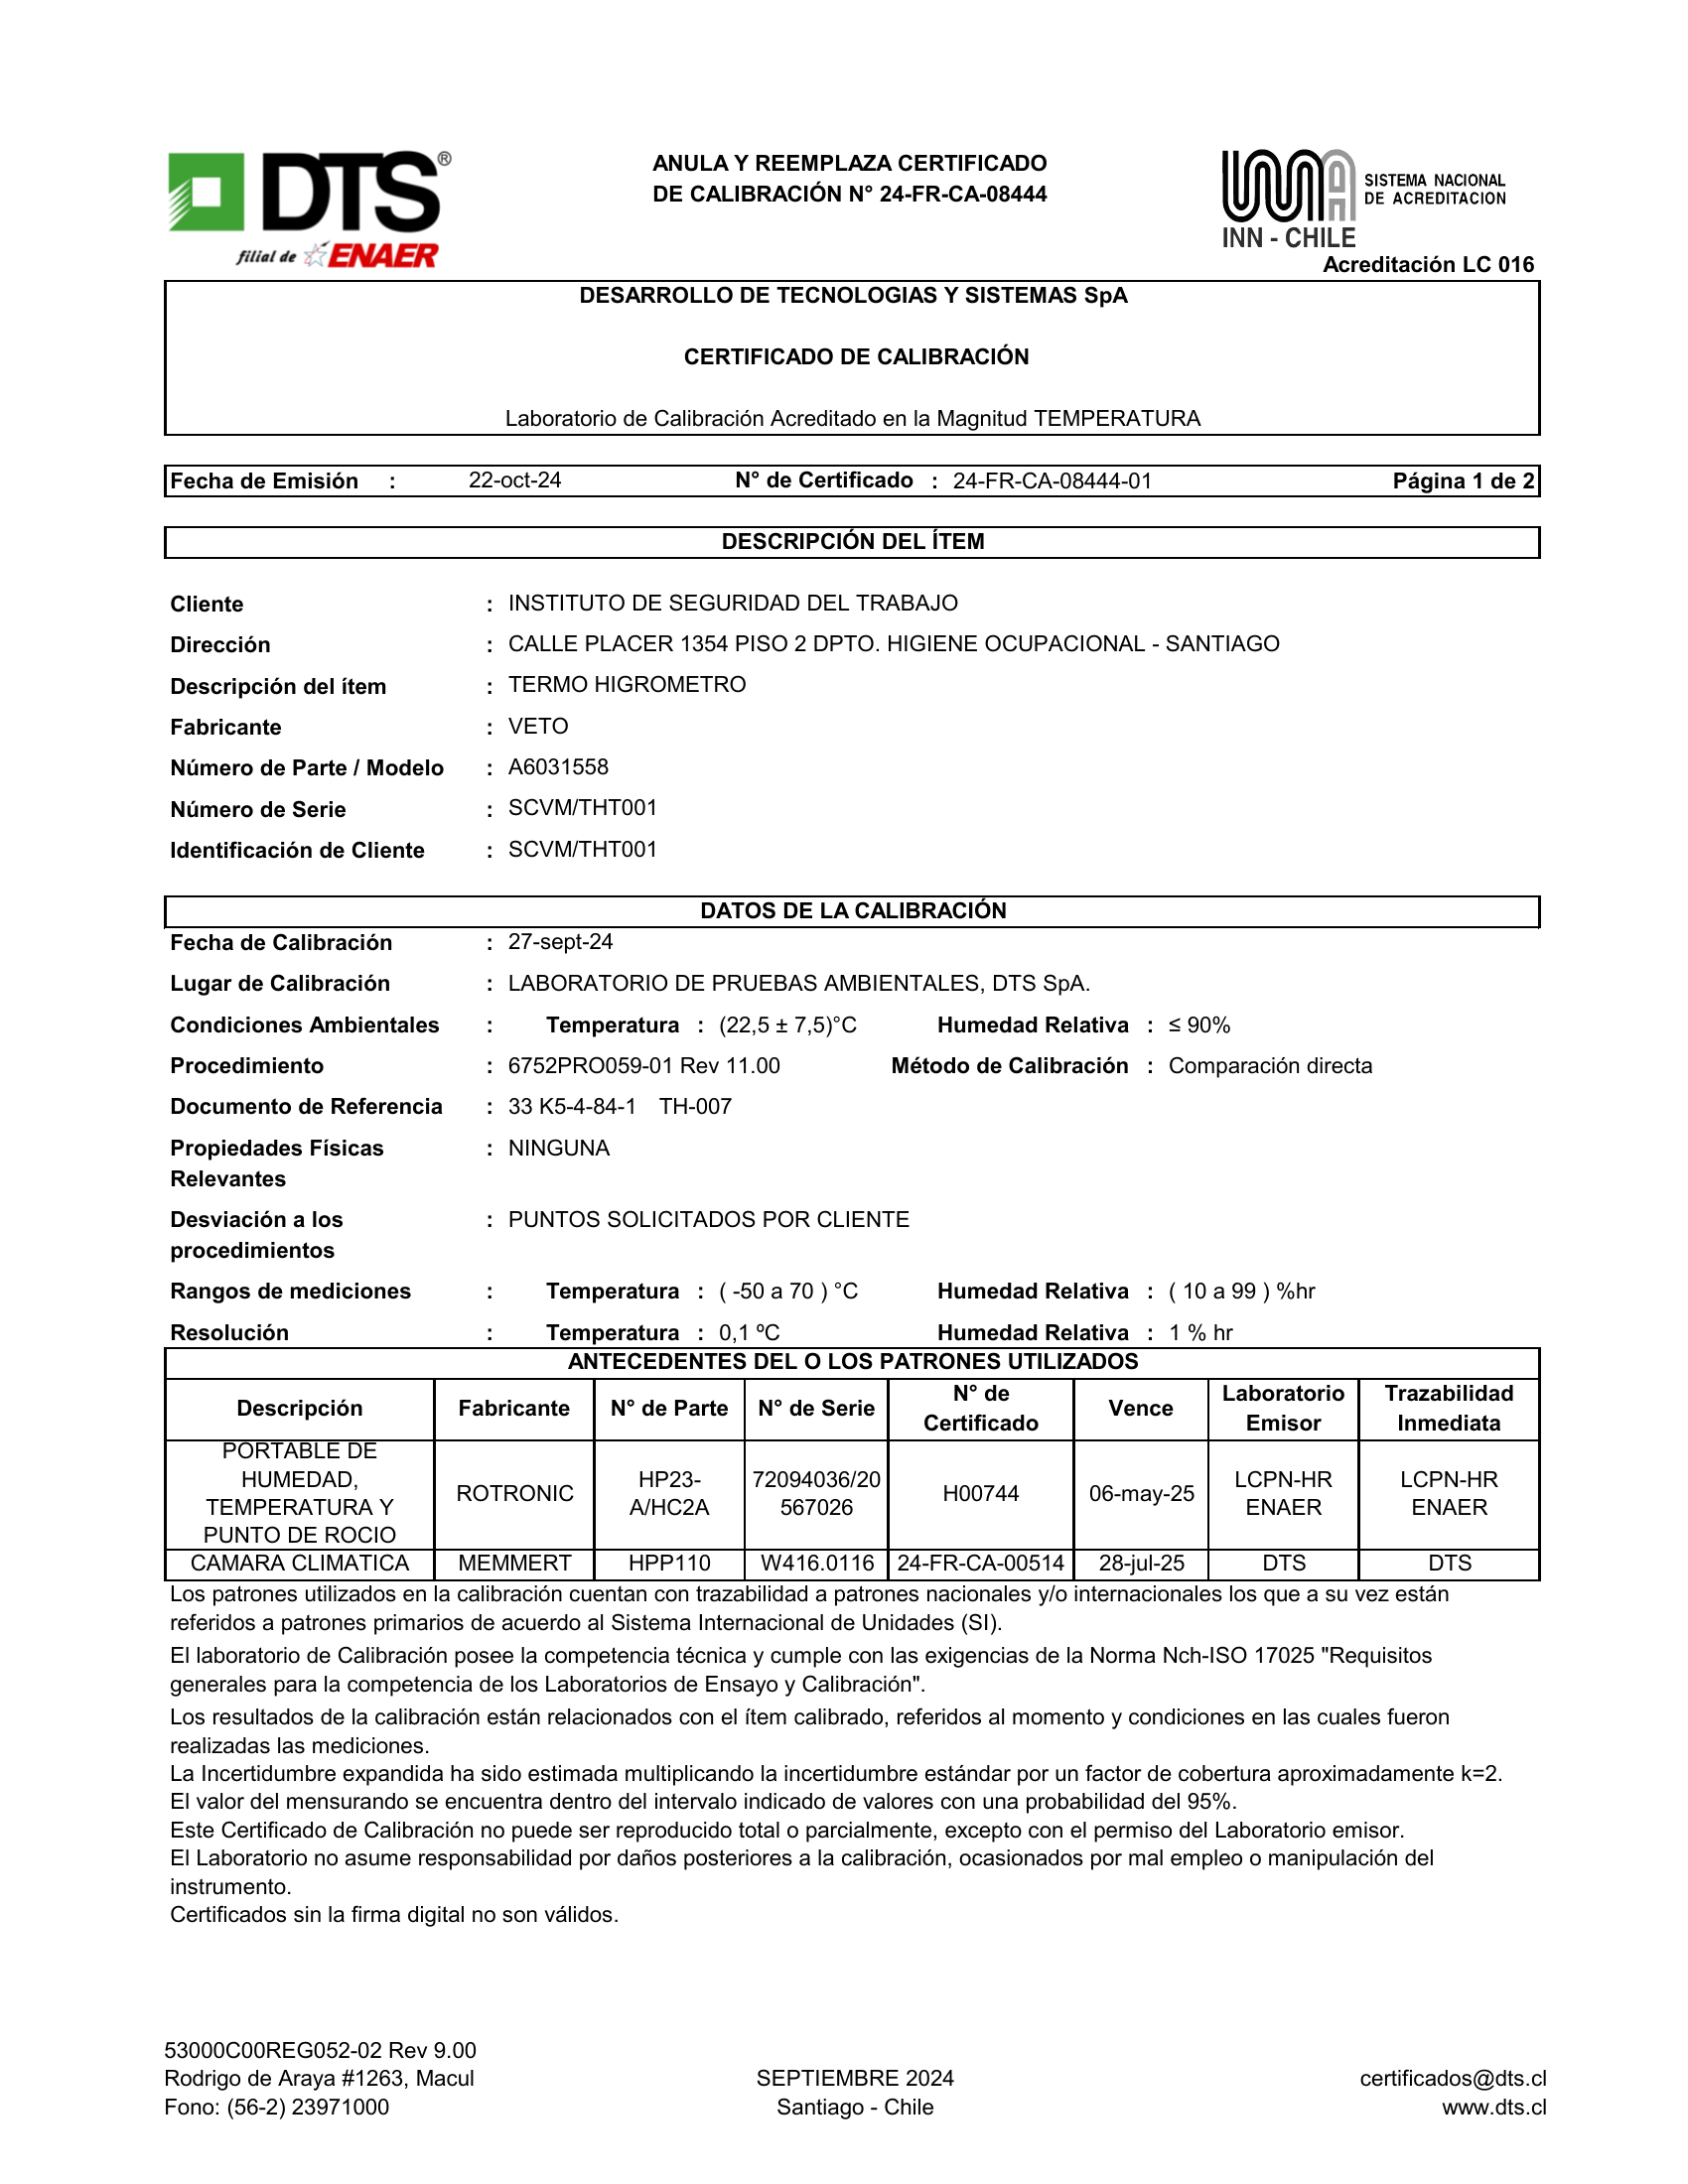 DTS®
filial de ENAER
ANULA Y REEMPLAZA CERTIFICADO
DE CALIBRACIÓN N° 24-FR-CA-08444
SISTEMA NACIONAL
DE ACREDITACION
INN - CHILE
Acreditación LC 016
DESARROLLO DE TECNOLOGIAS Y SISTEMAS SpA
CERTIFICADO DE CALIBRACIÓN
Laboratorio de Calibración Acreditado en la Magnitud TEMPERATURA
Fecha de Emisión : 22-oct-24 N° de Certificado : 24-FR-CA-08444-01 Página 1 de 2
DESCRIPCIÓN DEL ÍTEM
Cliente : INSTITUTO DE SEGURIDAD DEL TRABAJO
Dirección : CALLE PLACER 1354 PISO 2 DPTO. HIGIENE OCUPACIONAL - SANTIAGO
Descripción del ítem : TERMO HIGROMETRO
Fabricante : VETO
Número de Parte / Modelo : A6031558
Número de Serie : SCVM/THT001
Identificación de Cliente : SCVM/THT001
DATOS DE LA CALIBRACIÓN
Fecha de Calibración : 27-sept-24
Lugar de Calibración : LABORATORIO DE PRUEBAS AMBIENTALES, DTS SpA.
Condiciones Ambientales : Temperatura : (22,5 ± 7,5)°C Humedad Relativa : ≤ 90%
Procedimiento : 6752PRO059-01 Rev 11.00 Método de Calibración : Comparación directa
Documento de Referencia : 33 K5-4-84-1 TH-007
Propiedades Físicas : NINGUNA
Relevantes
Desviación a los : PUNTOS SOLICITADOS POR CLIENTE
procedimientos
Rangos de mediciones : Temperatura : ( -50 a 70 ) °C Humedad Relativa : ( 10 a 99 ) %hr
Resolución : Temperatura : 0,1 ºC Humedad Relativa : 1 % hr
ANTECEDENTES DEL O LOS PATRONES UTILIZADOS
Descripción Fabricante N° de Parte N° de Serie N° de Certificado Vence Laboratorio Emisor Trazabilidad Inmediata
PORTABLE DE HUMEDAD, TEMPERATURA Y PUNTO DE ROCIO ROTRONIC HP23-A/HC2A 72094036/20567026 H00744 06-may-25 LCPN-HR ENAER LCPN-HR ENAER
CAMARA CLIMATICA MEMMERT HPP110 W416.0116 24-FR-CA-00514 28-jul-25 DTS DTS
Los patrones utilizados en la calibración cuentan con trazabilidad a patrones nacionales y/o internacionales los que a su vez están
referidos a patrones primarios de acuerdo al Sistema Internacional de Unidades (SI).
El laboratorio de Calibración posee la competencia técnica y cumple con las exigencias de la Norma Nch-ISO 17025 "Requisitos
generales para la competencia de los Laboratorios de Ensayo y Calibración".
Los resultados de la calibración están relacionados con el ítem calibrado, referidos al momento y condiciones en las cuales fueron
realizadas las mediciones.
La Incertidumbre expandida ha sido estimada multiplicando la incertidumbre estándar por un factor de cobertura aproximadamente k=2.
El valor del mensurando se encuentra dentro del intervalo indicado de valores con una probabilidad del 95%.
Este Certificado de Calibración no puede ser reproducido total o parcialmente, excepto con el permiso del Laboratorio emisor.
El Laboratorio no asume responsabilidad por daños posteriores a la calibración, ocasionados por mal empleo o manipulación del
instrumento.
Certificados sin la firma digital no son válidos.
53000C00REG052-02 Rev 9.00
Rodrigo de Araya #1263, Macul SEPTIEMBRE 2024 certificados@dts.cl
Fono: (56-2) 23971000 Santiago - Chile www.dts.cl